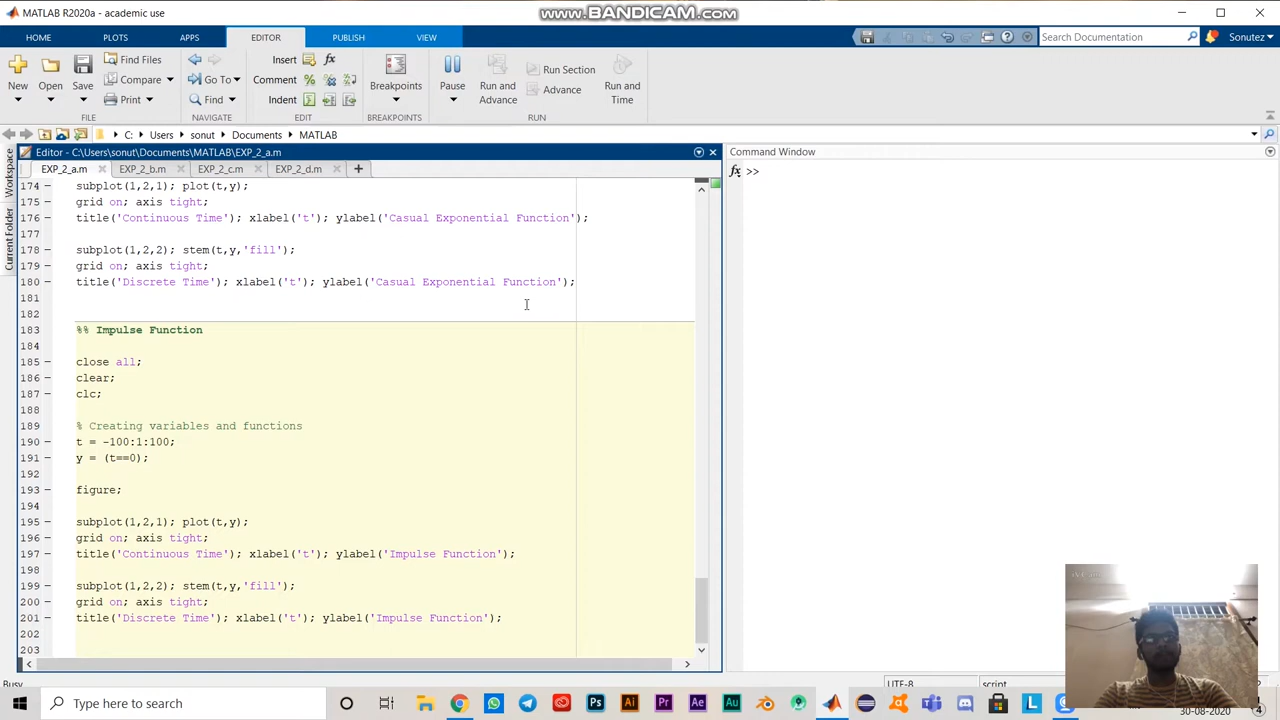 MATLAB R2020a - academic use
www.BANDICAM.com
HOME PLOTS APPS EDITOR PUBLISH VIEW
Search Documentation
Sonutez
New Open Save
Find Files
Compare
Print
FILE
Go To
Find
NAVIGATE
Insert
Comment
Indent
EDIT
Breakpoints
BREAKPOINTS
Pause
Run and Advance
Run Section
Advance
Run and Time
RUN
C: Users sonut Documents MATLAB
Editor - C:\Users\sonut\Documents\MATLAB\EXP_2_a.m
Command Window
EXP_2_a.m EXP_2_b.m EXP_2_c.m EXP_2_d.m
fx >>
Workspace
Current Folder
174 subplot(1,2,1); plot(t,y);
175 grid on; axis tight;
176 title('Continuous Time'); xlabel('t'); ylabel('Casual Exponential Function');
177
178 subplot(1,2,2); stem(t,y,'fill');
179 grid on; axis tight;
180 title('Discrete Time'); xlabel('t'); ylabel('Casual Exponential Function');
181
182
183 %% Impulse Function
184
185 close all;
186 clear;
187 clc;
188
189 % Creating variables and functions
190 t = -100:1:100;
191 y = (t==0);
192
193 figure;
194
195 subplot(1,2,1); plot(t,y);
196 grid on; axis tight;
197 title('Continuous Time'); xlabel('t'); ylabel('Impulse Function');
198
199 subplot(1,2,2); stem(t,y,'fill');
200 grid on; axis tight;
201 title('Discrete Time'); xlabel('t'); ylabel('Impulse Function');
202
203
Busy
UTF-8
script
Type here to search
30-08-2020